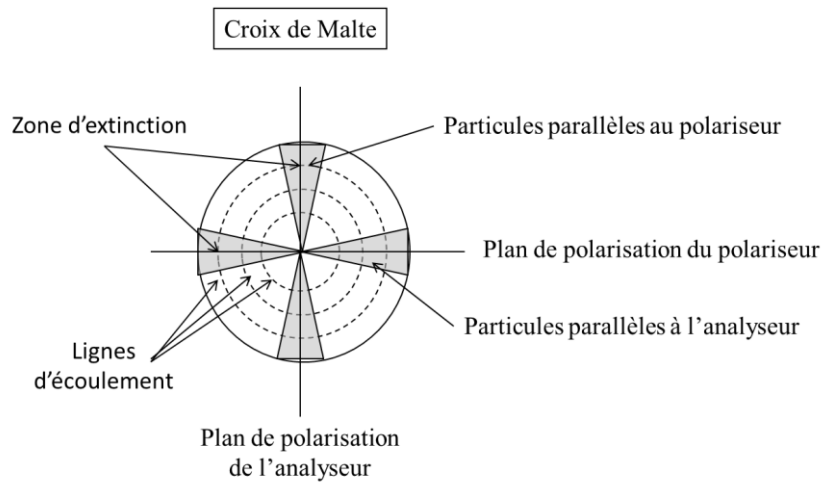 Croix de Malte
Zone d'extinction
Particules parallèles au polariseur
Plan de polarisation du polariseur
Particules parallèles à l'analyseur
Lignes
d'écoulement
Plan de polarisation
de l'analyseur